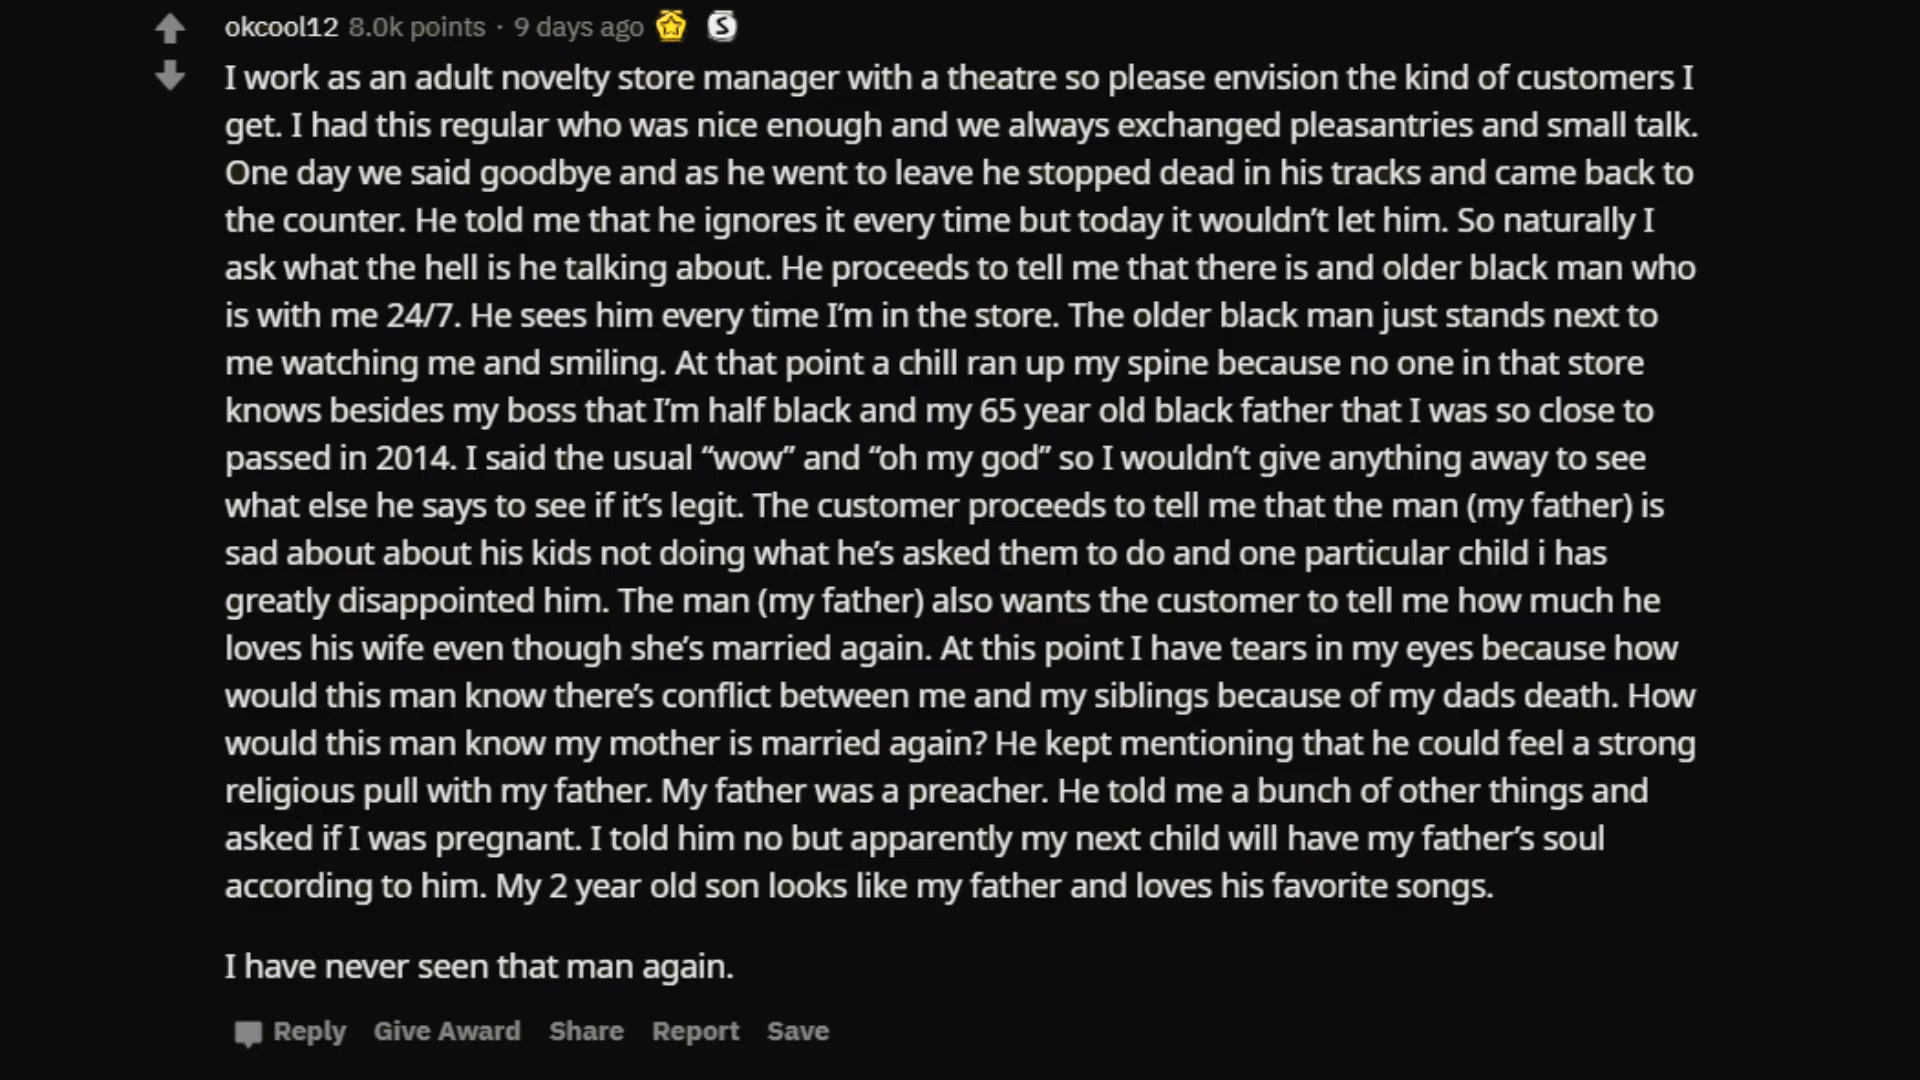 okcool12 8.0k points · 9 days ago S
I work as an adult novelty store manager with a theatre so please envision the kind of customers I
get. I had this regular who was nice enough and we always exchanged pleasantries and small talk.
One day we said goodbye and as he went to leave he stopped dead in his tracks and came back to
the counter. He told me that he ignores it every time but today it wouldn’t let him. So naturally I
ask what the hell is he talking about. He proceeds to tell me that there is and older black man who
is with me 24/7. He sees him every time I’m in the store. The older black man just stands next to
me watching me and smiling. At that point a chill ran up my spine because no one in that store
knows besides my boss that I’m half black and my 65 year old black father that I was so close to
passed in 2014. I said the usual “wow” and “oh my god” so I wouldn’t give anything away to see
what else he says to see if it’s legit. The customer proceeds to tell me that the man (my father) is
sad about about his kids not doing what he’s asked them to do and one particular child i has
greatly disappointed him. The man (my father) also wants the customer to tell me how much he
loves his wife even though she’s married again. At this point I have tears in my eyes because how
would this man know there’s conflict between me and my siblings because of my dads death. How
would this man know my mother is married again? He kept mentioning that he could feel a strong
religious pull with my father. My father was a preacher. He told me a bunch of other things and
asked if I was pregnant. I told him no but apparently my next child will have my father’s soul
according to him. My 2 year old son looks like my father and loves his favorite songs.
I have never seen that man again.
Reply Give Award Share Report Save